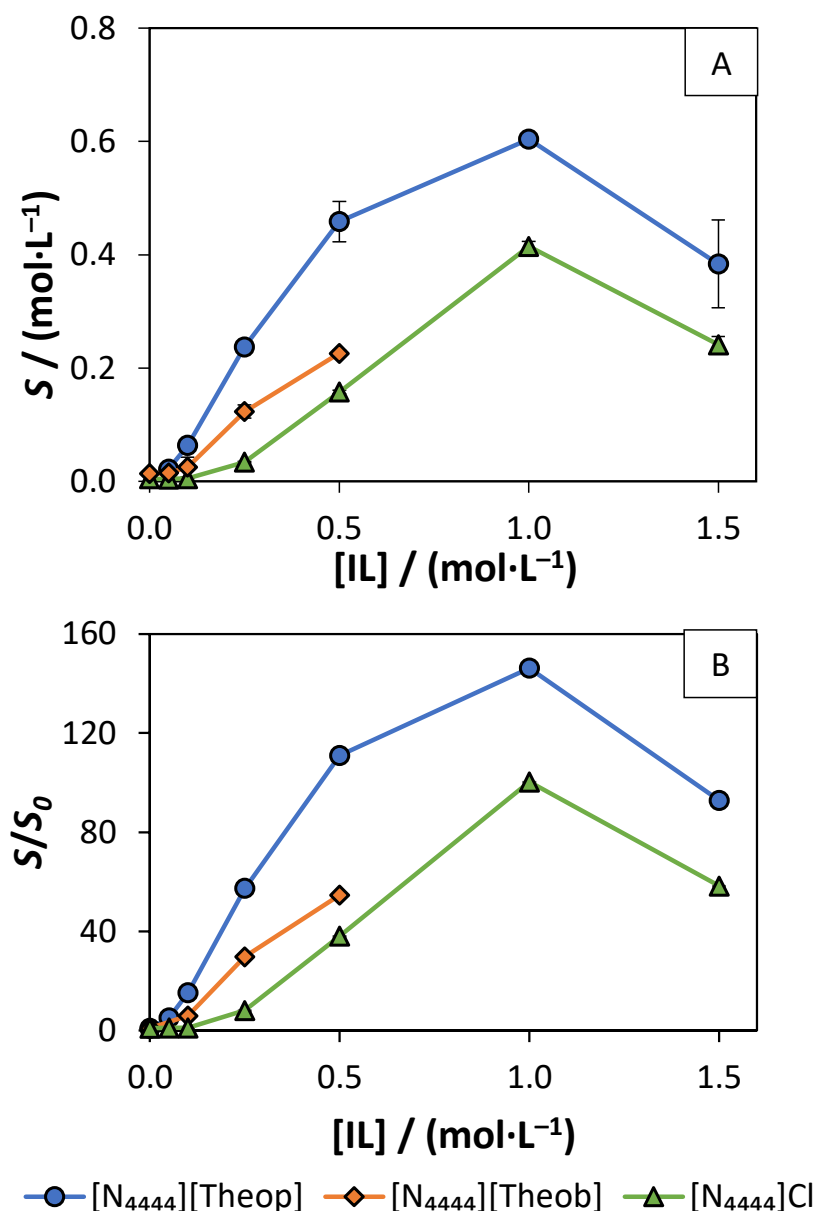 A
0.8
0.6
0.4
0.2
0.0
S / (mol·L⁻¹)
0.0 0.5 1.0 1.5
[IL] / (mol·L⁻¹)
B
160
120
80
40
0
S/S₀
0.0 0.5 1.0 1.5
[IL] / (mol·L⁻¹)
[N₄₄₄₄][Theop] [N₄₄₄₄][Theob] [N₄₄₄₄]Cl